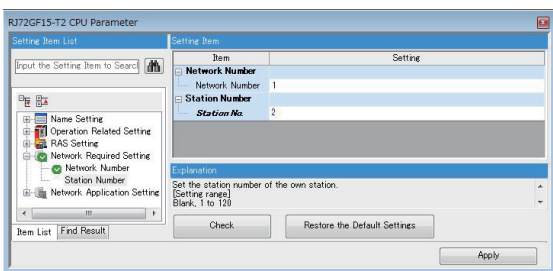 RJ72GF15-T2 CPU Parameter
Setting Item List
Input the Setting Item to Search
Name Setting
Operation Related Setting
RAS Setting
Network Required Setting
Network Number
Station Number
Network Application Setting
Item List
Find Result
Setting Item
Item Setting
Network Number
Network Number 1
Station Number
Station No. 2
Explanation
Set the station number of the own station.
[Setting range]
Blank, 1 to 120
Check
Restore the Default Settings
Apply